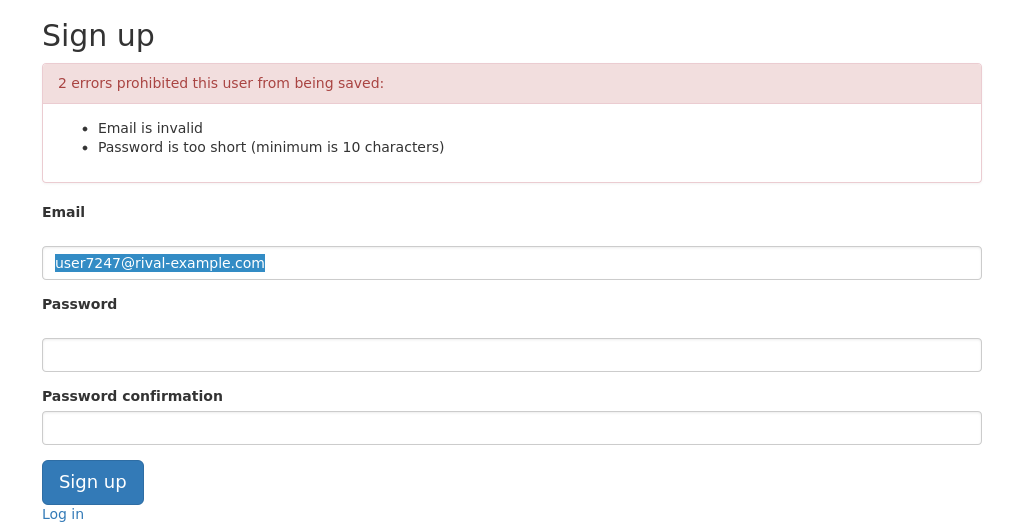 Sign up
2 errors prohibited this user from being saved:
Email is invalid
Password is too short (minimum is 10 characters)
Email
user7247@rival-example.com
Password
Password confirmation
Sign up
Log in